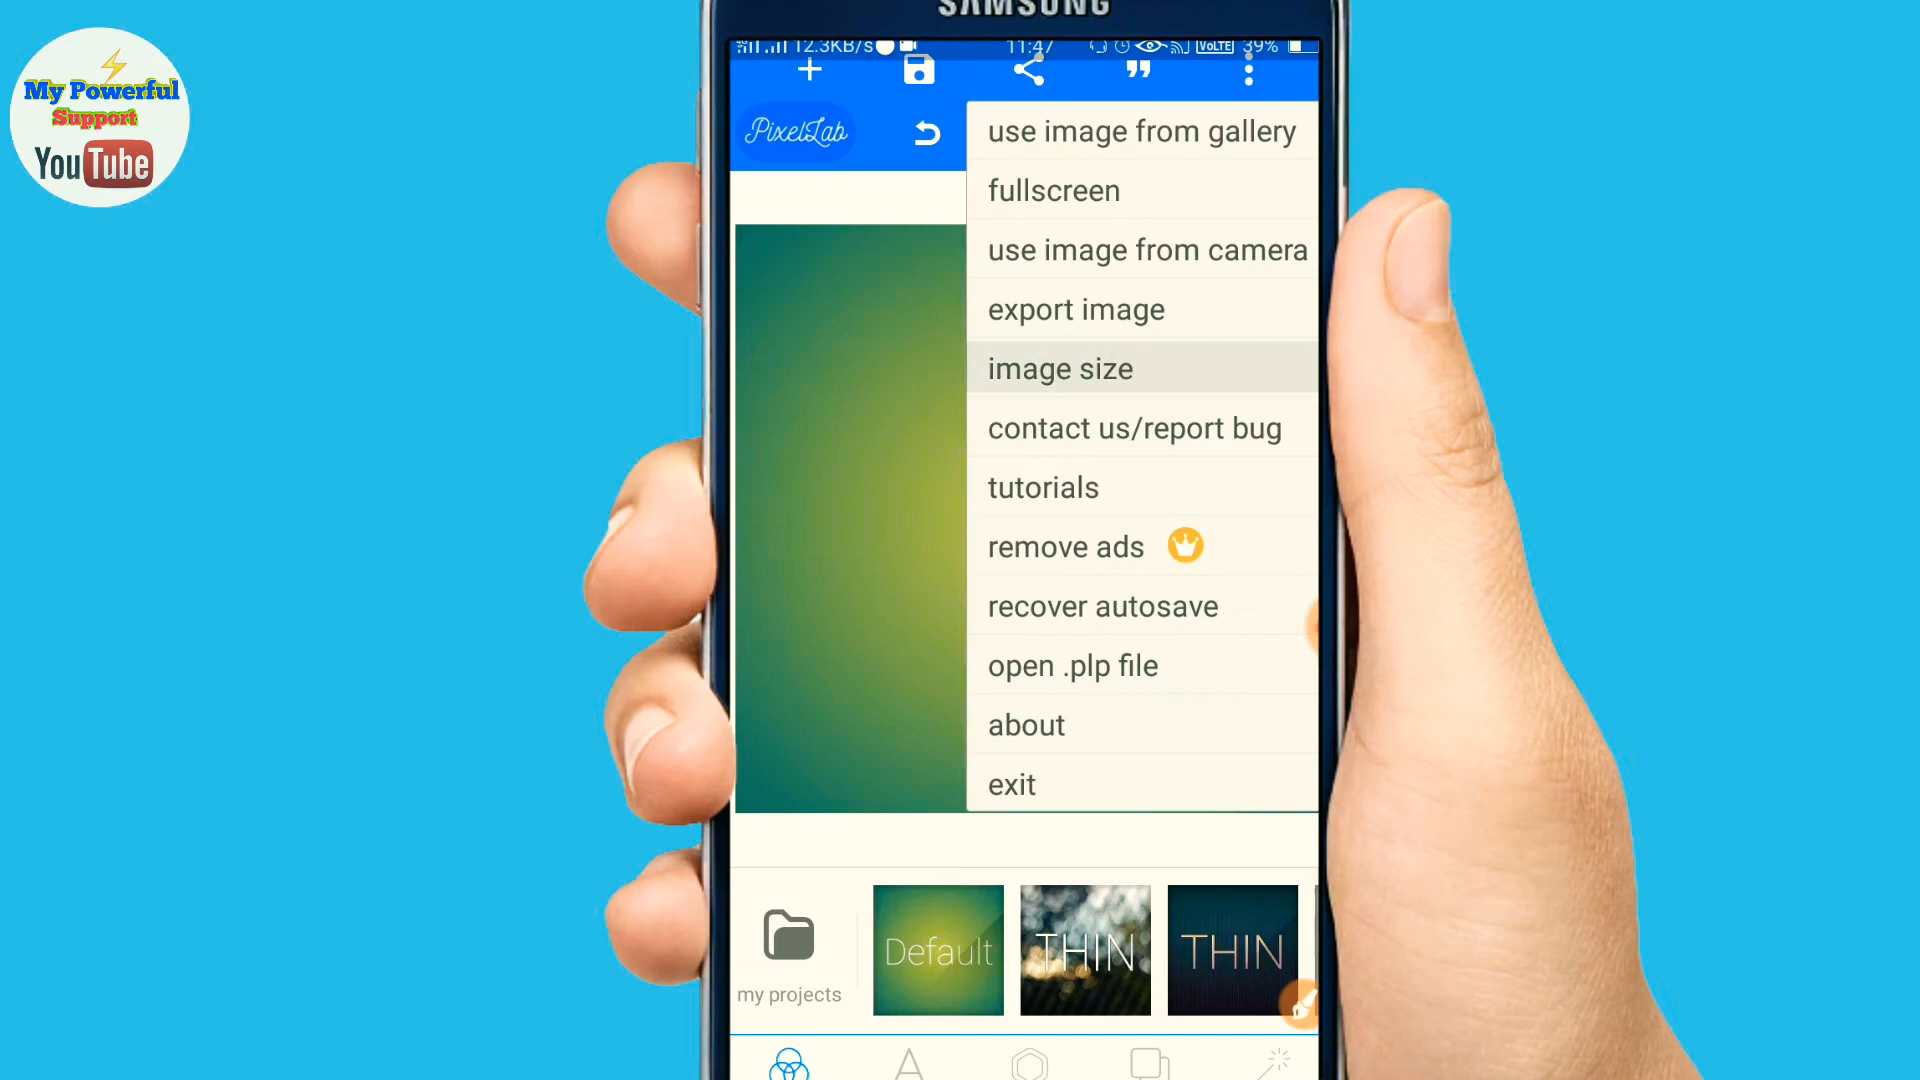 SAMSUNG
12.3KB/s 11:47 VoLTE 39%
My Powerful
Support
YouTube
PixelLab
use image from gallery
fullscreen
use image from camera
export image
image size
contact us/report bug
tutorials
remove ads
recover autosave
open .plp file
about
exit
Default
THIN
THIN
my projects
A